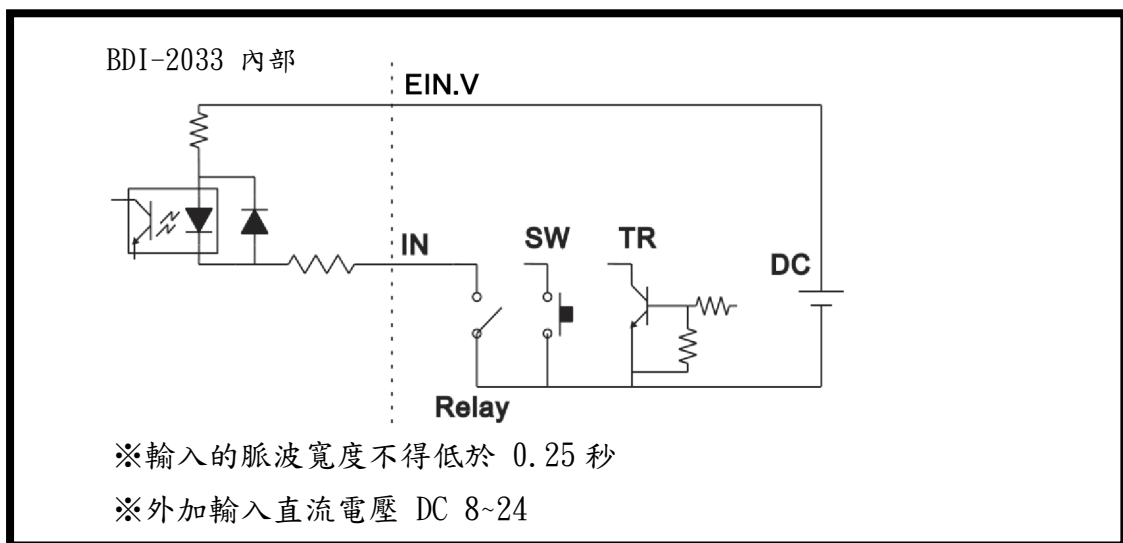 BDI-2033 內部
EIN.V
IN
SW
TR
DC
Relay
※輸入的脈波寬度不得低於 0.25 秒
※外加輸入直流電壓 DC 8~24